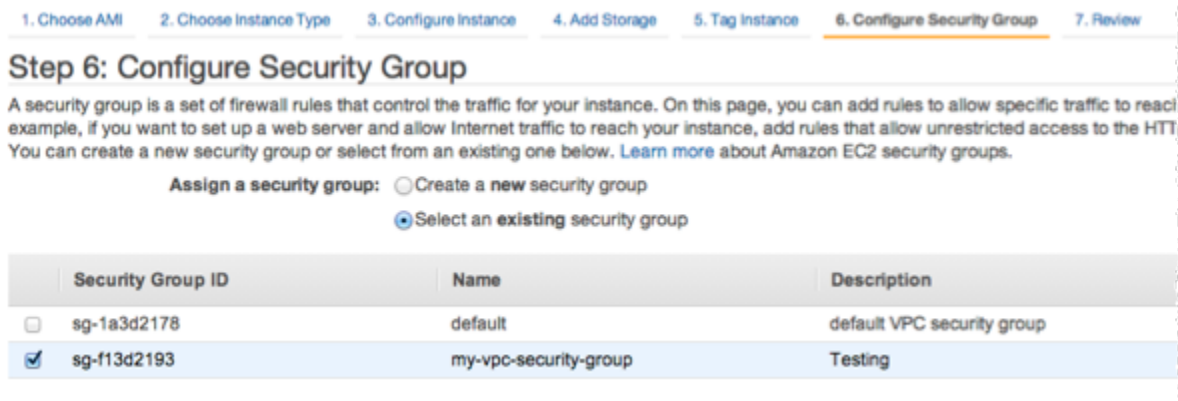 1. Choose AMI 2. Choose Instance Type 3. Configure Instance 4. Add Storage 5. Tag Instance 6. Configure Security Group 7. Review
Step 6: Configure Security Group
A security group is a set of firewall rules that control the traffic for your instance. On this page, you can add rules to allow specific traffic to
example, if you want to set up a web server and allow Internet traffic to reach your instance, add rules that allow unrestricted access to the
You can create a new security group or select from an existing one below. Learn more about Amazon EC2 security groups.
Assign a security group: Create a new security group
Select an existing security group
Security Group ID Name Description
sg-1a3d2178 default default VPC security group
sg-f13d2193 my-vpc-security-group Testing